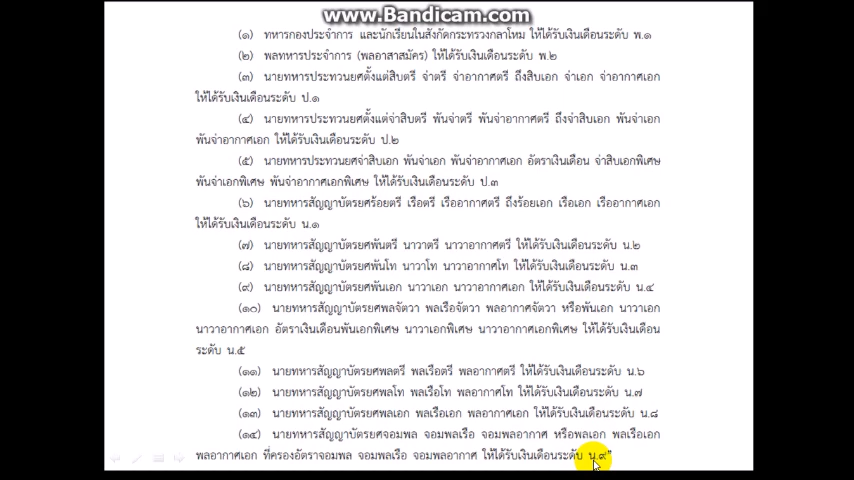 www.Bandicam.com
(๑) ทหารกองประจำการ และนักเรียนในสังกัดกระทรวงกลาโหม ให้ได้รับเงินเดือนระดับ พ.๑
(๒) พลทหารประจำการ (พลอาสาสมัคร) ให้ได้รับเงินเดือนระดับ พ.๒
(๓) นายทหารประทวนยศตั้งแต่สิบตรี จ่าตรี จ่าอากาศตรี ถึงสิบเอก จ่าเอก จ่าอากาศเอก
ให้ได้รับเงินเดือนระดับ ป.๑
(๔) นายทหารประทวนยศตั้งแต่จ่าสิบตรี พันจ่าตรี พันจ่าอากาศตรี ถึงจ่าสิบเอก พันจ่าเอก
พันจ่าอากาศเอก ให้ได้รับเงินเดือนระดับ ป.๒
(๕) นายทหารประทวนยศจ่าสิบเอก พันจ่าเอก พันจ่าอากาศเอก อัตราเงินเดือน จ่าสิบเอกพิเศษ
พันจ่าเอกพิเศษ พันจ่าอากาศเอกพิเศษ ให้ได้รับเงินเดือนระดับ ป.๓
(๖) นายทหารสัญญาบัตรยศร้อยตรี เรือตรี เรืออากาศตรี ถึงร้อยเอก เรือเอก เรืออากาศเอก
ให้ได้รับเงินเดือนระดับ น.๑
(๗) นายทหารสัญญาบัตรยศพันตรี นาวาตรี นาวาอากาศตรี ให้ได้รับเงินเดือนระดับ น.๒
(๘) นายทหารสัญญาบัตรยศพันโท นาวาโท นาวาอากาศโท ให้ได้รับเงินเดือนระดับ น.๓
(๙) นายทหารสัญญาบัตรยศพันเอก นาวาเอก นาวาอากาศเอก ให้ได้รับเงินเดือนระดับ น.๔
(๑๐) นายทหารสัญญาบัตรยศพลจัตวา พลเรือจัตวา พลอากาศจัตวา หรือพันเอก นาวาเอก
นาวาอากาศเอก อัตราเงินเดือนพันเอกพิเศษ นาวาเอกพิเศษ นาวาอากาศเอกพิเศษ ให้ได้รับเงินเดือน
ระดับ น.๕
(๑๑) นายทหารสัญญาบัตรยศพลตรี พลเรือตรี พลอากาศตรี ให้ได้รับเงินเดือนระดับ น.๖
(๑๒) นายทหารสัญญาบัตรยศพลโท พลเรือโท พลอากาศโท ให้ได้รับเงินเดือนระดับ น.๗
(๑๓) นายทหารสัญญาบัตรยศพลเอก พลเรือเอก พลอากาศเอก ให้ได้รับเงินเดือนระดับ น.๘
(๑๔) นายทหารสัญญาบัตรยศจอมพล จอมพลเรือ จอมพลอากาศ หรือพลเอก พลเรือเอก
พลอากาศเอก ที่ครองอัตราจอมพล จอมพลเรือ จอมพลอากาศ ให้ได้รับเงินเดือนระดับ น.๙"